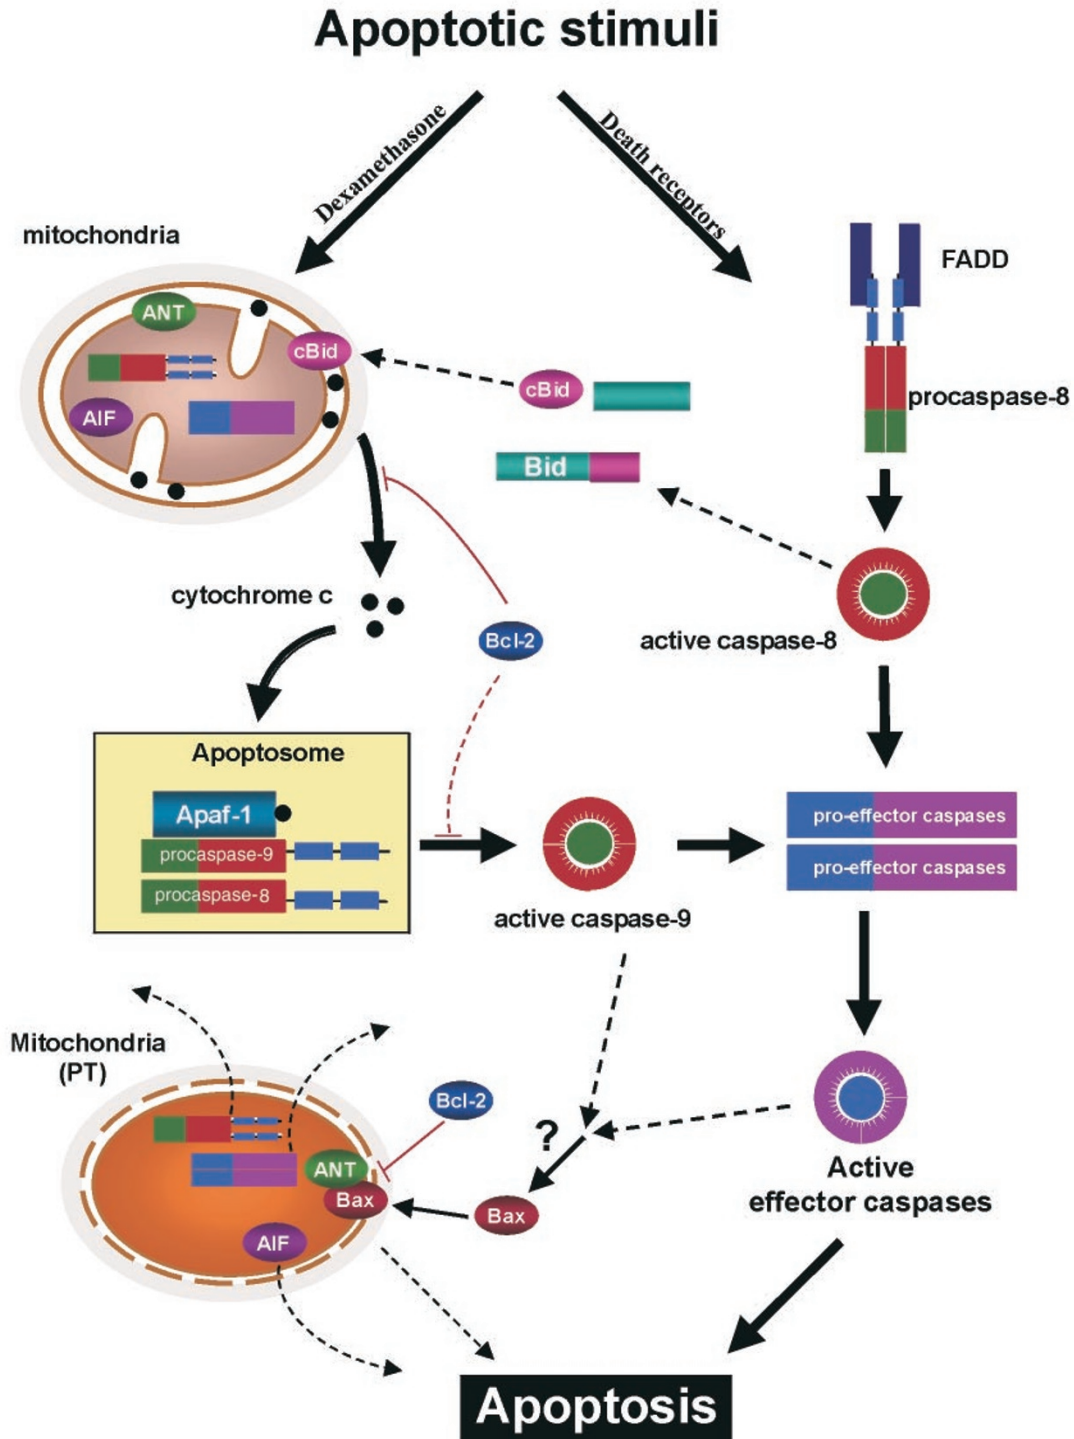 Apoptotic stimuli
Dexamethasone
Death receptors
mitochondria
FADD
ANT
cBid
cBid
procaspase-8
AIF
Bid
cytochrome c
Bcl-2
active caspase-8
Apoptosome
Apaf-1
procaspase-9
procaspase-8
pro-effector caspases
pro-effector caspases
active caspase-9
Mitochondria
(PT)
Bcl-2
?
ANT
Bax
Bax
AIF
Active
effector caspases
Apoptosis